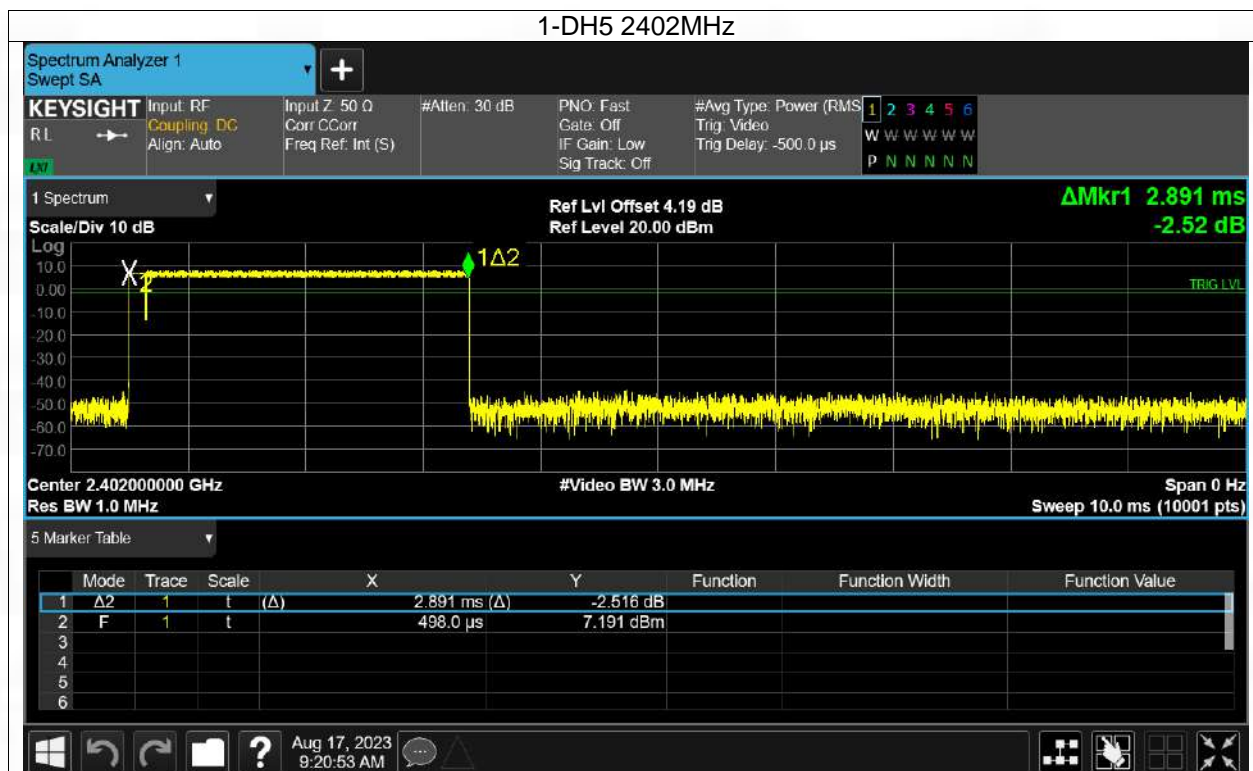 1-DH5 2402MHz
Spectrum Analyzer 1
Swept SA
+
KEYSIGHT Input: RF Input Z: 50 Ω #Atten: 30 dB PNO: Fast #Avg Type: Power (RMS 1 2 3 4 5 6
RL Coupling: DC Corr CCorr Gate: Off Trig: Video W W W W W W
Align: Auto Freq Ref: Int (S) IF Gain: Low Trig Delay: -500.0 µs
LXI Sig Track: Off P N N N N N
1 Spectrum Ref Lvl Offset 4.19 dB ΔMkr1 2.891 ms
Scale/Div 10 dB Ref Level 20.00 dBm -2.52 dB
Log
10.0
0.00
-10.0
-20.0
-30.0
-40.0
-50.0
-60.0
-70.0
X
2
1Δ2
TRIG LVL
Center 2.402000000 GHz #Video BW 3.0 MHz Span 0 Hz
Res BW 1.0 MHz Sweep 10.0 ms (10001 pts)
5 Marker Table
Mode Trace Scale X Y Function Function Width Function Value
1 Δ2 1 t (Δ) 2.891 ms (Δ) -2.516 dB
2 F 1 t 498.0 µs 7.191 dBm
3
4
5
6
? Aug 17, 2023
9:20:53 AM